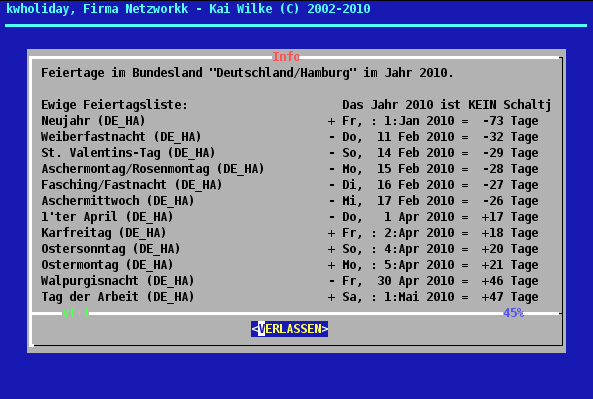 kwholiday, Firma Netzworkk - Kai Wilke (C) 2002-2010
Info
Feiertage im Bundesland "Deutschland/Hamburg" im Jahr 2010.
Ewige Feiertagsliste: Das Jahr 2010 ist KEIN Schaltj
Neujahr (DE_HA) + Fr, : 1:Jan 2010 = -73 Tage
Weiberfastnacht (DE_HA) - Do, 11 Feb 2010 = -32 Tage
St. Valentins-Tag (DE_HA) - So, 14 Feb 2010 = -29 Tage
Aschermontag/Rosenmontag (DE_HA) - Mo, 15 Feb 2010 = -28 Tage
Fasching/Fastnacht (DE_HA) - Di, 16 Feb 2010 = -27 Tage
Aschermittwoch (DE_HA) - Mi, 17 Feb 2010 = -26 Tage
1'ter April (DE_HA) - Do, 1 Apr 2010 = +17 Tage
Karfreitag (DE_HA) + Fr, : 2:Apr 2010 = +18 Tage
Ostersonntag (DE_HA) + So, : 4:Apr 2010 = +20 Tage
Ostermontag (DE_HA) + Mo, : 5:Apr 2010 = +21 Tage
Walpurgisnacht (DE_HA) - Fr, 30 Apr 2010 = +46 Tage
Tag der Arbeit (DE_HA) + Sa, : 1:Mai 2010 = +47 Tage
45%
<VERLASSEN>